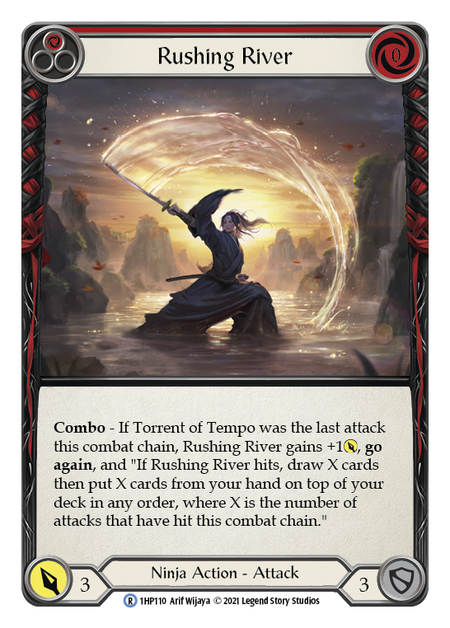 Rushing River
0
Combo - If Torrent of Tempo was the last attack
this combat chain, Rushing River gains +1, go
again, and "If Rushing River hits, draw X cards
then put X cards from your hand on top of your
deck in any order, where X is the number of
attacks that have hit this combat chain."
3
Ninja Action - Attack
3
R 1HP110 Arif Wijaya © 2021 Legend Story Studios